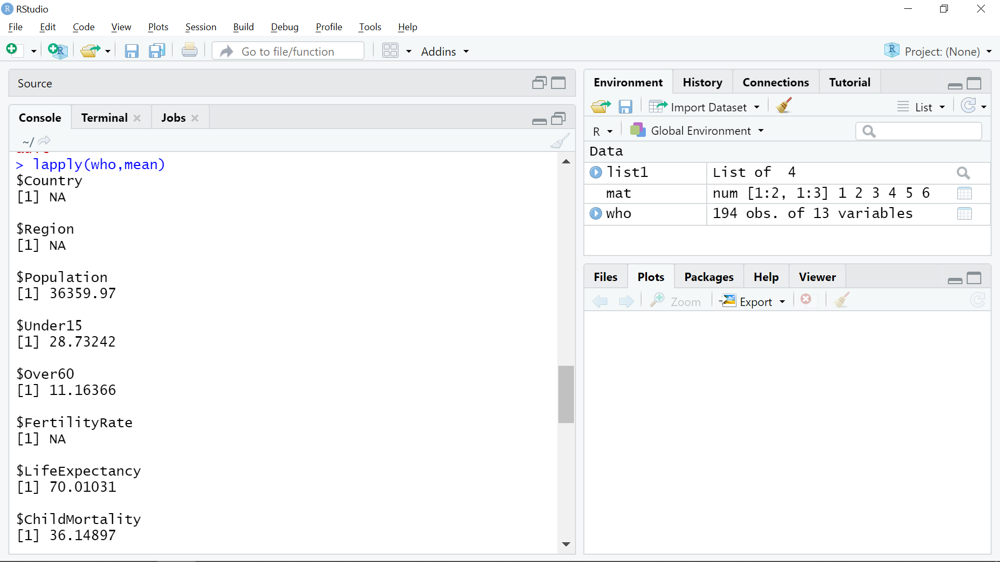 RStudio
File Edit Code View Plots Session Build Debug Profile Tools Help
Go to file/function Addins Project: (None)
Source
Console Terminal Jobs
~/
> lapply(who,mean)
$Country
[1] NA
$Region
[1] NA
$Population
[1] 36359.97
$Under15
[1] 28.73242
$Over60
[1] 11.16366
$FertilityRate
[1] NA
$LifeExpectancy
[1] 70.01031
$ChildMortality
[1] 36.14897
Environment History Connections Tutorial
Import Dataset List
R Global Environment
Data
list1 List of 4
mat num [1:2, 1:3] 1 2 3 4 5 6
who 194 obs. of 13 variables
Files Plots Packages Help Viewer
Zoom Export